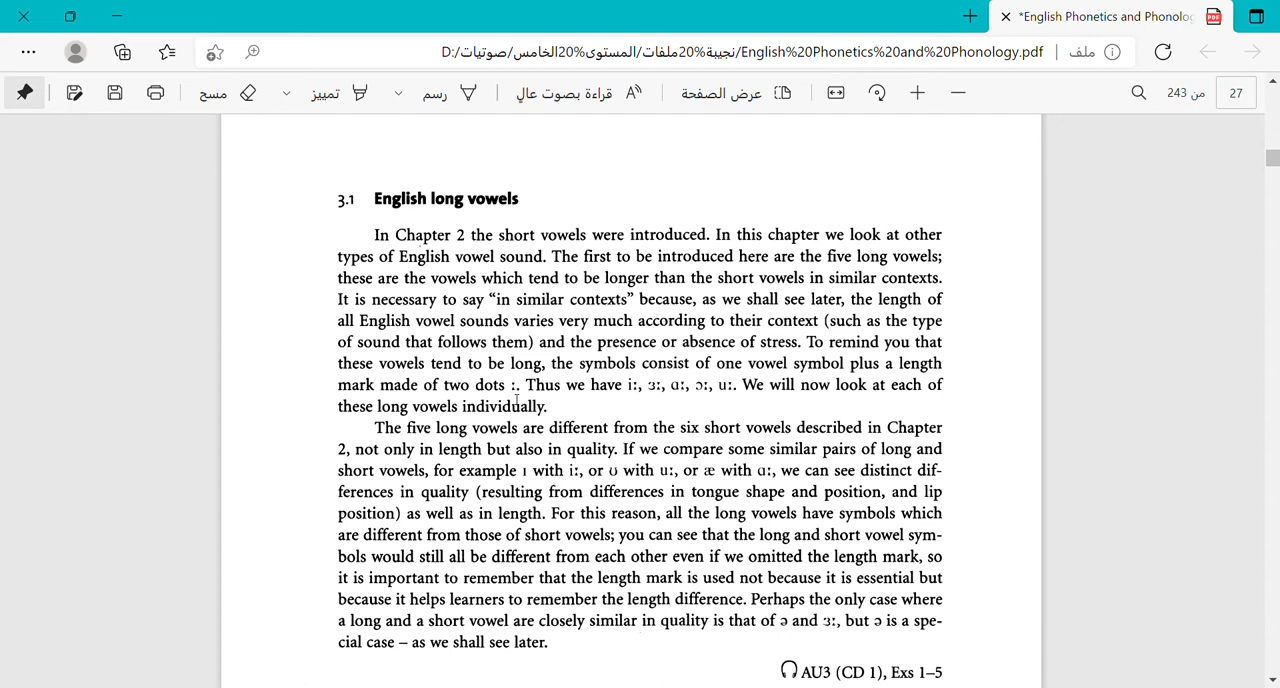 *English Phonetics and Phonolog
D:/نجيبة%20ملفات/المستوى%20الخامس/صوتيات/English%20Phonetics%20and%20Phonology.pdf
ملف
مسح
تمييز
رسم
قراءة بصوت عالٍ
عرض الصفحة
27 من 243
3.1 English long vowels
In Chapter 2 the short vowels were introduced. In this chapter we look at other
types of English vowel sound. The first to be introduced here are the five long vowels;
these are the vowels which tend to be longer than the short vowels in similar contexts.
It is necessary to say “in similar contexts” because, as we shall see later, the length of
all English vowel sounds varies very much according to their context (such as the type
of sound that follows them) and the presence or absence of stress. To remind you that
these vowels tend to be long, the symbols consist of one vowel symbol plus a length
mark made of two dots ː. Thus we have iː, ɜː, ɑː, ɔː, uː. We will now look at each of
these long vowels individually.
The five long vowels are different from the six short vowels described in Chapter
2, not only in length but also in quality. If we compare some similar pairs of long and
short vowels, for example ɪ with iː, or ʊ with uː, or æ with ɑː, we can see distinct dif-
ferences in quality (resulting from differences in tongue shape and position, and lip
position) as well as in length. For this reason, all the long vowels have symbols which
are different from those of short vowels; you can see that the long and short vowel sym-
bols would still all be different from each other even if we omitted the length mark, so
it is important to remember that the length mark is used not because it is essential but
because it helps learners to remember the length difference. Perhaps the only case where
a long and a short vowel are closely similar in quality is that of ə and ɜː, but ə is a spe-
cial case – as we shall see later.
AU3 (CD 1), Exs 1–5